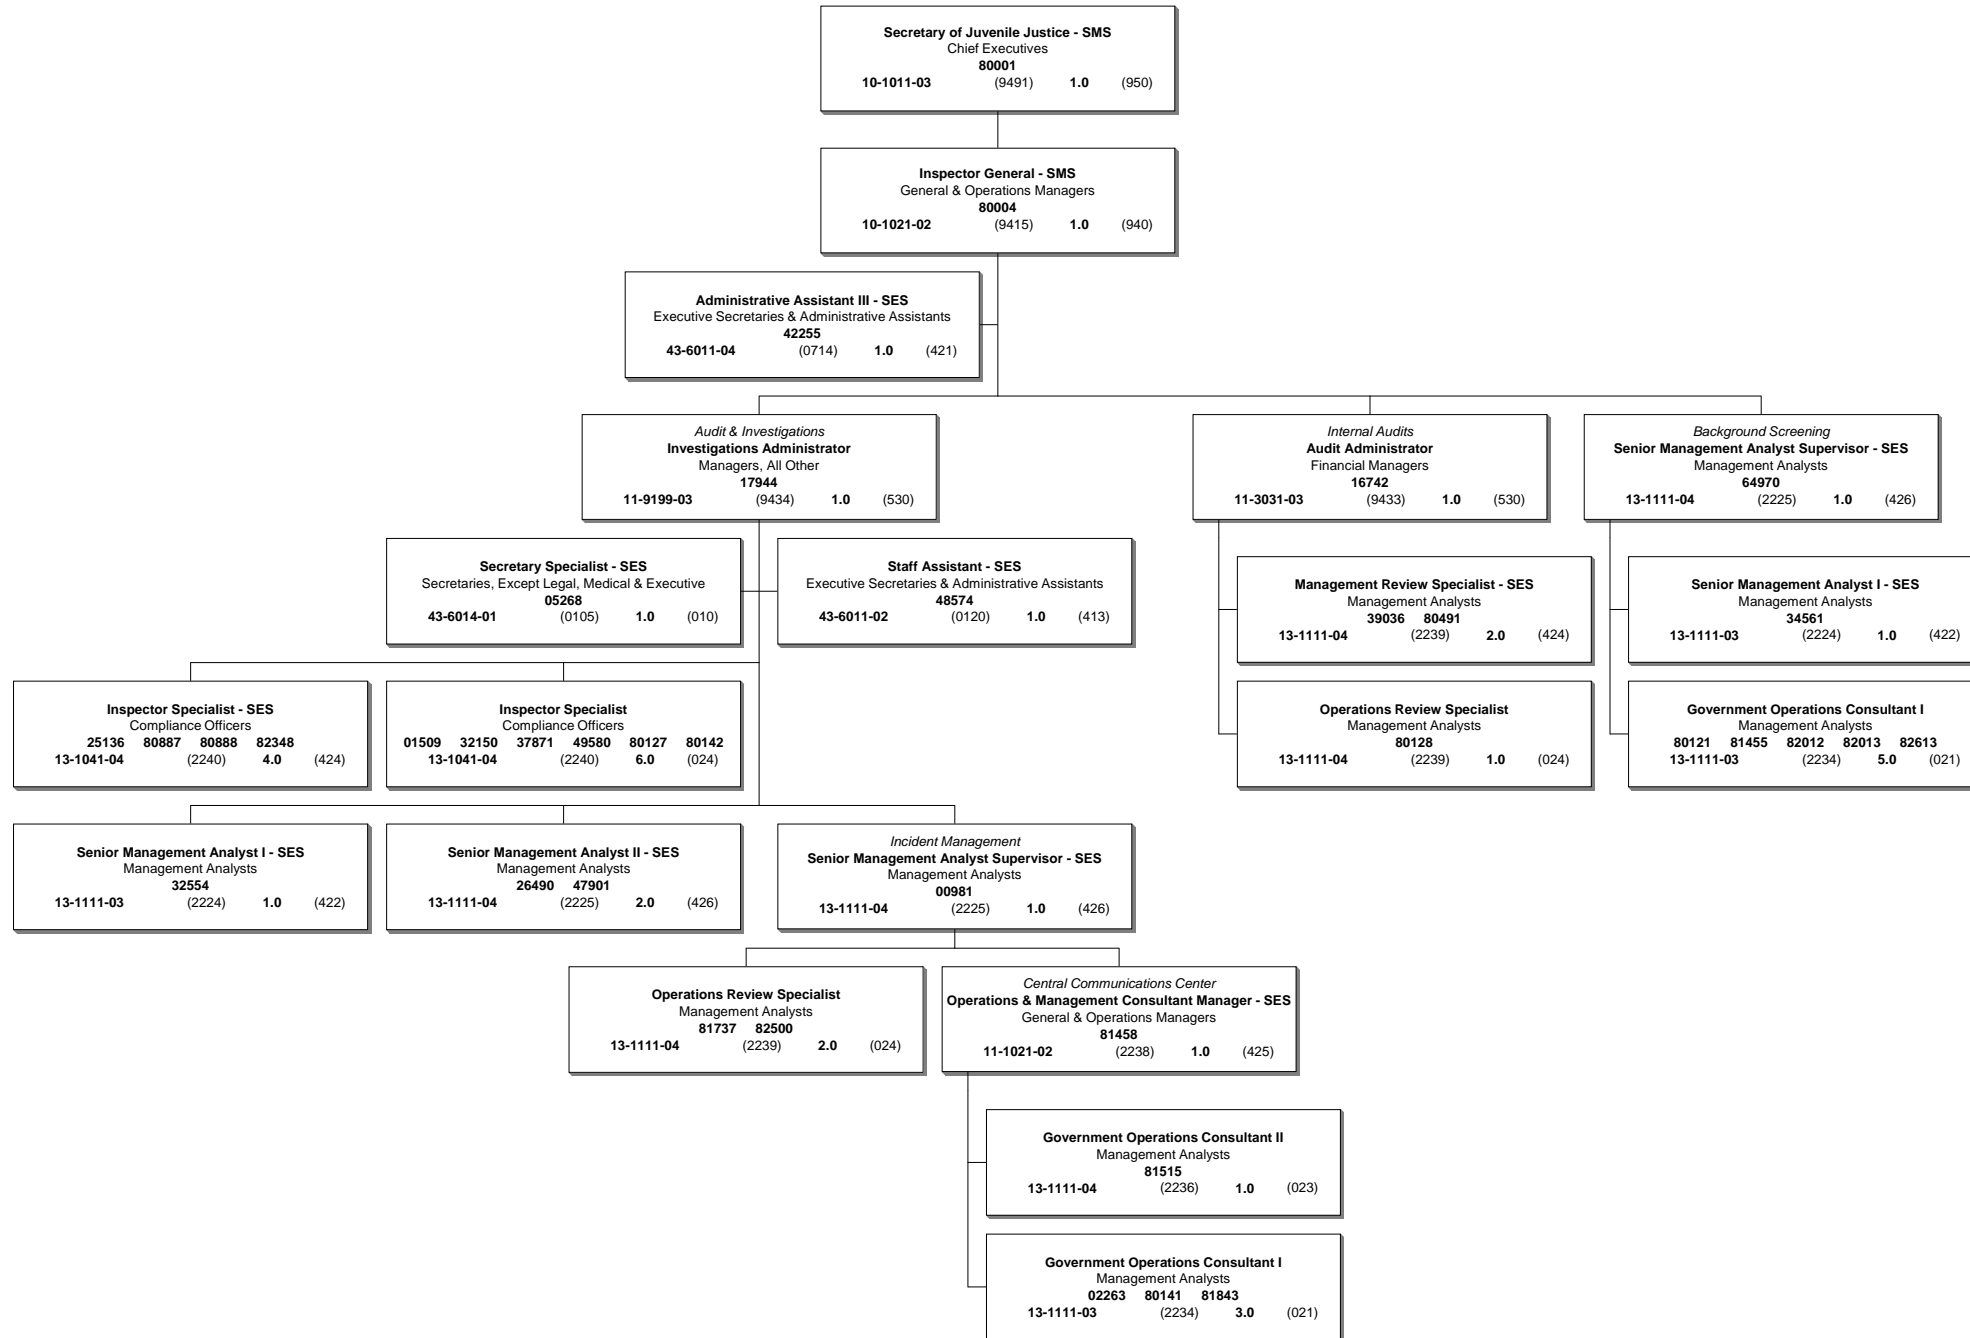 Secretary of Juvenile Justice - SMS
Chief Executives
80001
10-1011-03 (9491) 1.0 (950)
Inspector General - SMS
General & Operations Managers
80004
10-1021-02 (9415) 1.0 (940)
Administrative Assistant III - SES
Executive Secretaries & Administrative Assistants
42255
43-6011-04 (0714) 1.0 (421)
Audit & Investigations
Investigations Administrator
Managers, All Other
17944
11-9199-03 (9434) 1.0 (530)
Internal Audits
Audit Administrator
Financial Managers
16742
11-3031-03 (9433) 1.0 (530)
Background Screening
Senior Management Analyst Supervisor - SES
Management Analysts
64970
13-1111-04 (2225) 1.0 (426)
Secretary Specialist - SES
Secretaries, Except Legal, Medical & Executive
05268
43-6014-01 (0105) 1.0 (010)
Staff Assistant - SES
Executive Secretaries & Administrative Assistants
48574
43-6011-02 (0120) 1.0 (413)
Management Review Specialist - SES
Management Analysts
39036 80491
13-1111-04 (2239) 2.0 (424)
Senior Management Analyst I - SES
Management Analysts
34561
13-1111-03 (2224) 1.0 (422)
Inspector Specialist - SES
Compliance Officers
25136 80887 80888 82348
13-1041-04 (2240) 4.0 (424)
Inspector Specialist
Compliance Officers
01509 32150 37871 49580 80127 80142
13-1041-04 (2240) 6.0 (024)
Operations Review Specialist
Management Analysts
80128
13-1111-04 (2239) 1.0 (024)
Government Operations Consultant I
Management Analysts
80121 81455 82012 82013 82613
13-1111-03 (2234) 5.0 (021)
Senior Management Analyst I - SES
Management Analysts
32554
13-1111-03 (2224) 1.0 (422)
Senior Management Analyst II - SES
Management Analysts
26490 47901
13-1111-04 (2225) 2.0 (426)
Incident Management
Senior Management Analyst Supervisor - SES
Management Analysts
00981
13-1111-04 (2225) 1.0 (426)
Operations Review Specialist
Management Analysts
81737 82500
13-1111-04 (2239) 2.0 (024)
Central Communications Center
Operations & Management Consultant Manager - SES
General & Operations Managers
81458
11-1021-02 (2238) 1.0 (425)
Government Operations Consultant II
Management Analysts
81515
13-1111-04 (2236) 1.0 (023)
Government Operations Consultant I
Management Analysts
02263 80141 81843
13-1111-03 (2234) 3.0 (021)